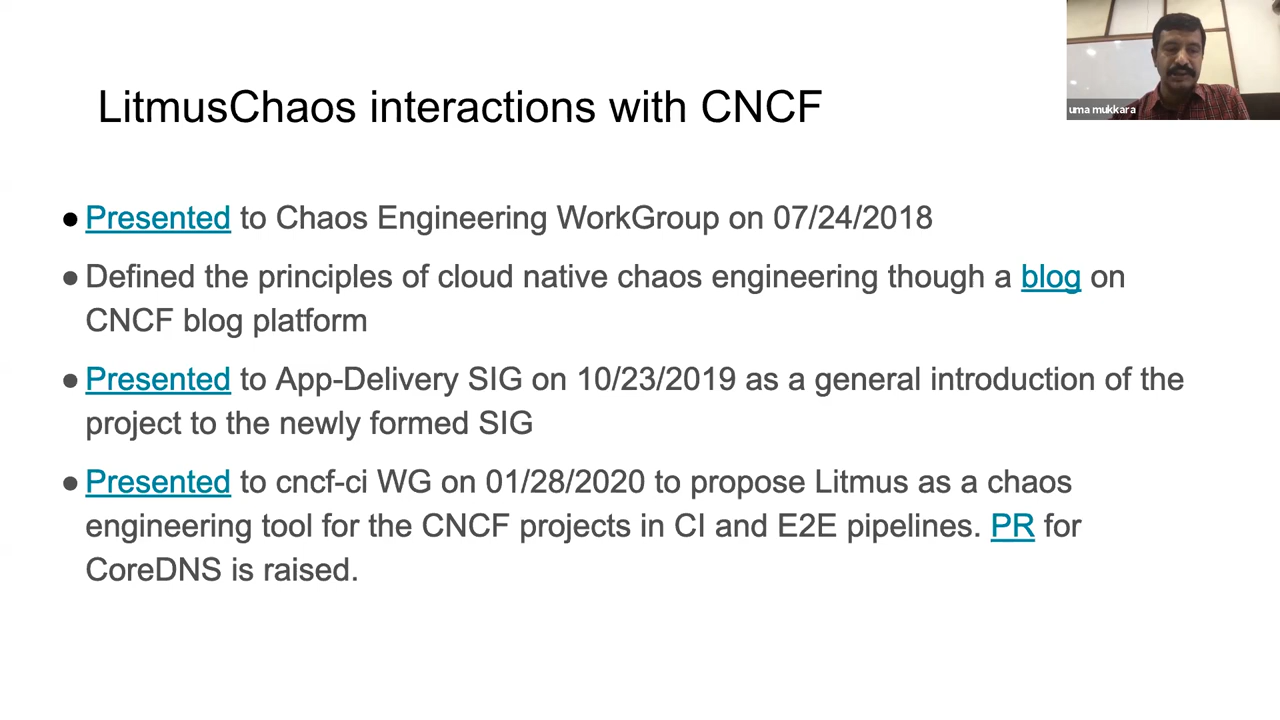 LitmusChaos interactions with CNCF
uma mukkara
● Presented to Chaos Engineering WorkGroup on 07/24/2018
● Defined the principles of cloud native chaos engineering though a blog on
CNCF blog platform
● Presented to App-Delivery SIG on 10/23/2019 as a general introduction of the
project to the newly formed SIG
● Presented to cncf-ci WG on 01/28/2020 to propose Litmus as a chaos
engineering tool for the CNCF projects in CI and E2E pipelines. PR for
CoreDNS is raised.